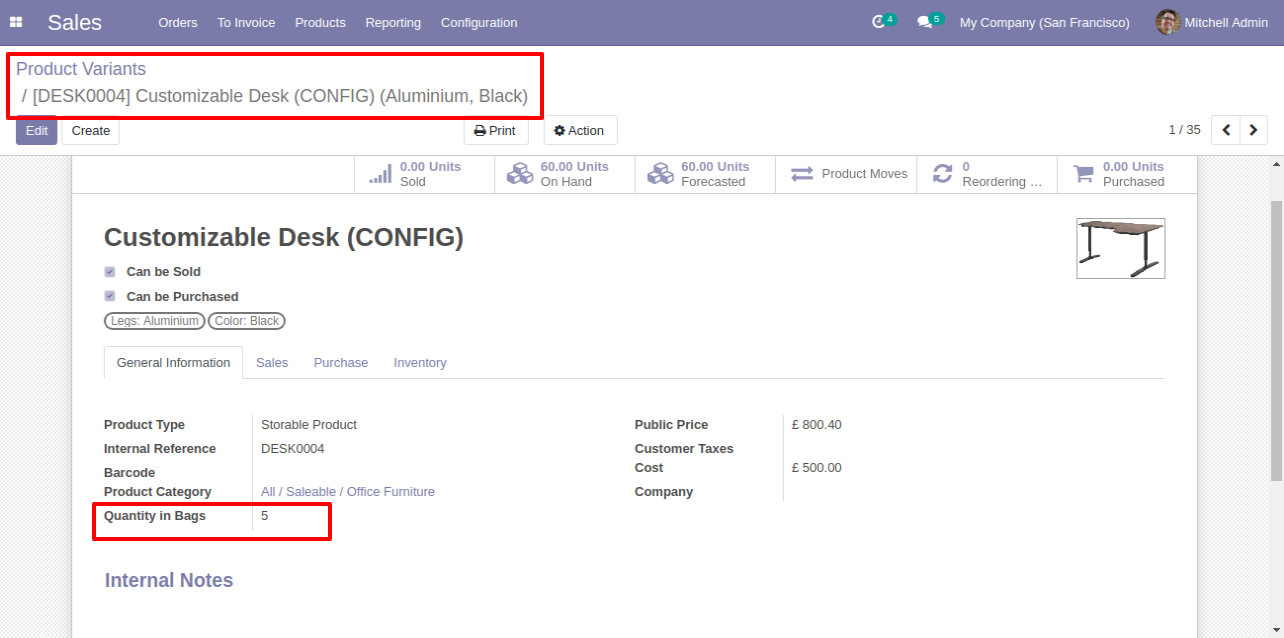 Sales Orders To Invoice Products Reporting Configuration 4 5 My Company (San Francisco) Mitchell Admin
Product Variants
/ [DESK0004] Customizable Desk (CONFIG) (Aluminium, Black)
Edit Create Print Action 1 / 35
0.00 Units
Sold
60.00 Units
On Hand
60.00 Units
Forecasted
Product Moves
0
Reordering ...
0.00 Units
Purchased
Customizable Desk (CONFIG)
Can be Sold
Can be Purchased
Legs: Aluminium Color: Black
General Information Sales Purchase Inventory
Product Type Storable Product
Internal Reference DESK0004
Barcode
Product Category All / Saleable / Office Furniture
Quantity in Bags 5
Public Price £ 800.40
Customer Taxes
Cost £ 500.00
Company
Internal Notes